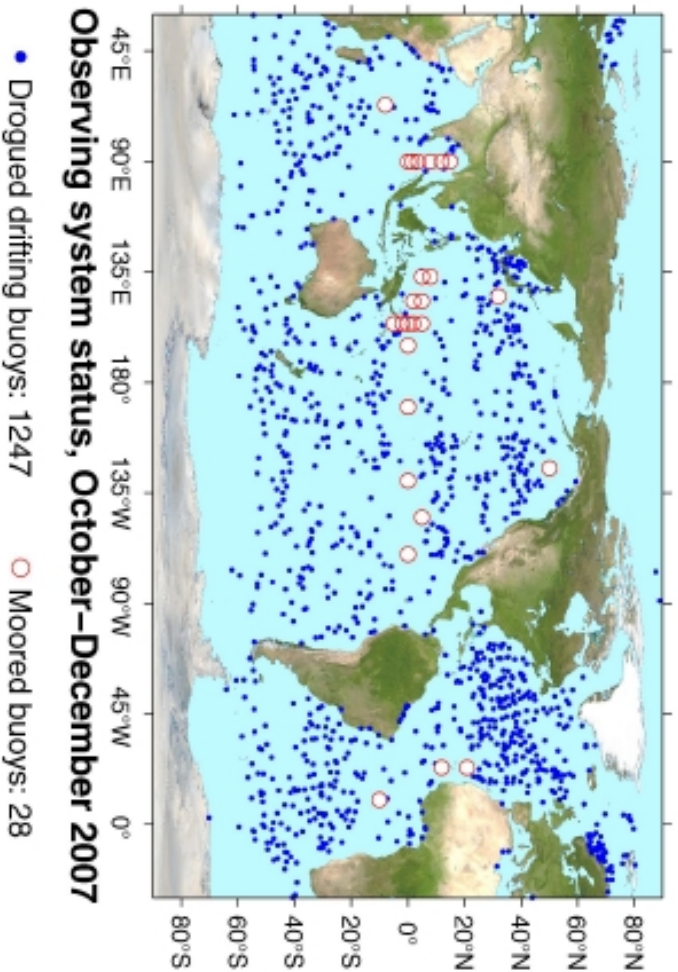 80°N
60°N
40°N
20°N
0°
20°S
40°S
60°S
80°S
45°E 90°E 135°E 180° 135°W 90°W 45°W 0°
Observing system status, October−December 2007
Drogued drifting buoys: 1247 Moored buoys: 28